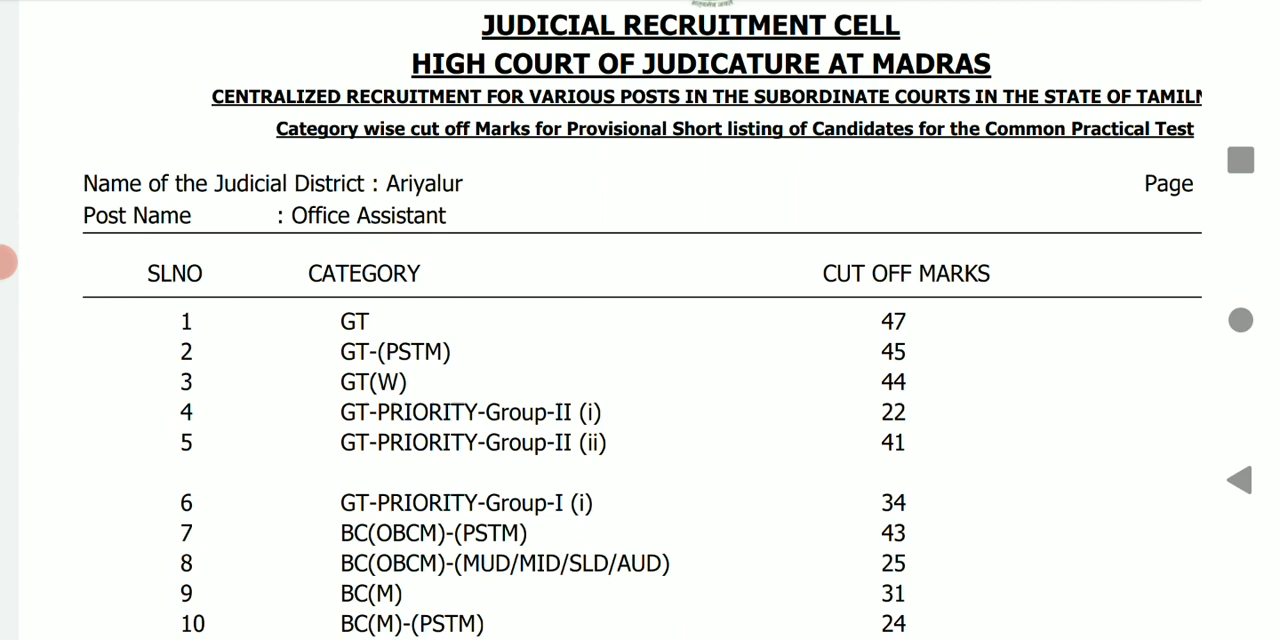 सत्यमेव जयते
JUDICIAL RECRUITMENT CELL
HIGH COURT OF JUDICATURE AT MADRAS
CENTRALIZED RECRUITMENT FOR VARIOUS POSTS IN THE SUBORDINATE COURTS IN THE STATE OF TAMILN
Category wise cut off Marks for Provisional Short listing of Candidates for the Common Practical Test
Name of the Judicial District : Ariyalur Page
Post Name : Office Assistant
SLNO CATEGORY CUT OFF MARKS
1 GT 47
2 GT-(PSTM) 45
3 GT(W) 44
4 GT-PRIORITY-Group-II (i) 22
5 GT-PRIORITY-Group-II (ii) 41
6 GT-PRIORITY-Group-I (i) 34
7 BC(OBCM)-(PSTM) 43
8 BC(OBCM)-(MUD/MID/SLD/AUD) 25
9 BC(M) 31
10 BC(M)-(PSTM) 24